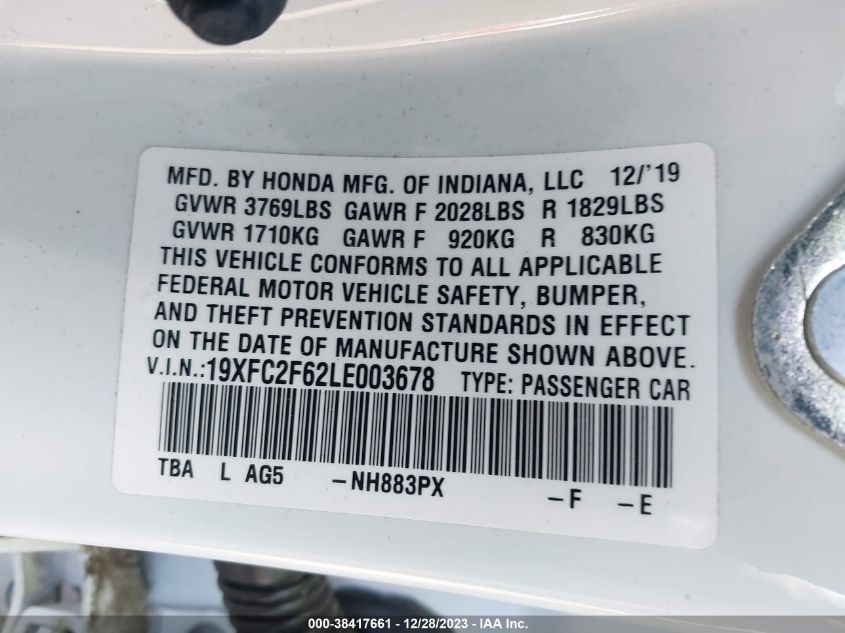 MFD. BY HONDA MFG. OF INDIANA, LLC 12/'19
GVWR 3769LBS GAWR F 2028LBS R 1829LBS
GVWR 1710KG GAWR F 920KG R 830KG
THIS VEHICLE CONFORMS TO ALL APPLICABLE
FEDERAL MOTOR VEHICLE SAFETY, BUMPER,
AND THEFT PREVENTION STANDARDS IN EFFECT
ON THE DATE OF MANUFACTURE SHOWN ABOVE.
V.I.N.:19XFC2F62LE003678 TYPE: PASSENGER CAR
TBA L AG5 -NH883PX -F -E
000-38417661 - 12/28/2023 - IAA Inc.